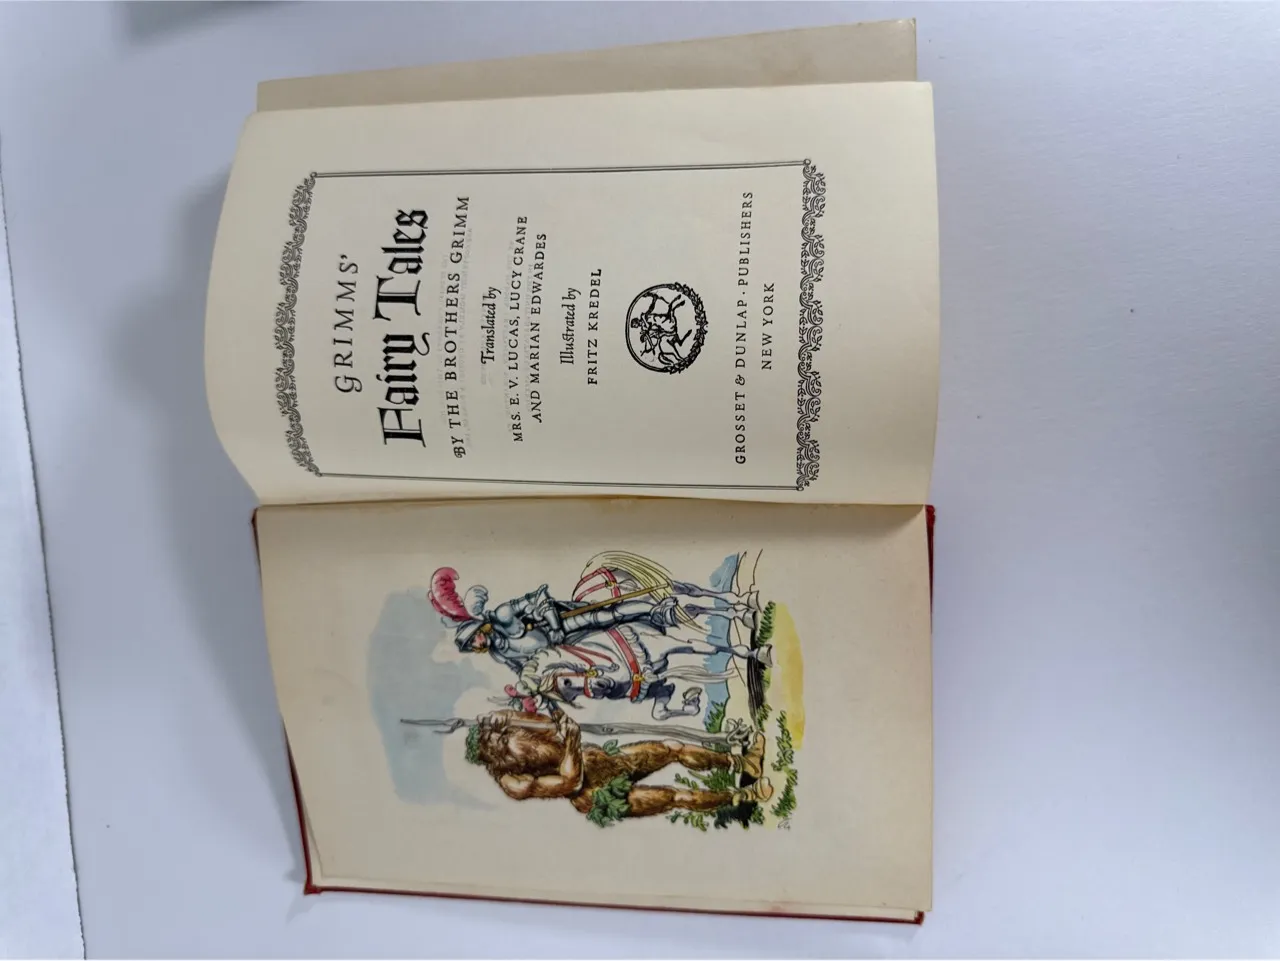 GRIMMS'
Fairy Tales
BY THE BROTHERS GRIMM
Translated by
MRS. E. V. LUCAS, LUCY CRANE
AND MARIAN EDWARDES
Illustrated by
FRITZ KREDEL
GROSSET & DUNLAP · PUBLISHERS
NEW YORK